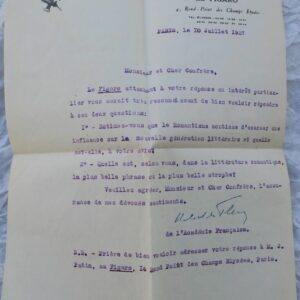 LE FIGARO
4, Rond-Point des Champs-Elysées
PARIS, le 30 Juillet 192
Monsieur et Cher Confrère,
Le Figaro attachant à votre réponse un intérêt particu-
lier vous serait très reconnaissant de bien vouloir répondre
à ces deux questions:
I°- Estimez-vous que le Romantisme continue d'exercer une
influence sur la nouvelle génération littéraire et quelle
est-elle, à votre avis?
2°- Quelle est, selon vous, dans la littérature romantique,
la plus belle phrase ou la plus belle strophe?
Veuillez agréer, Monsieur et Cher Confrère, l'assu-
rance de mes dévoués sentiments.
de l'Académie Française.
N.B.- Prière de bien vouloir adresser votre réponse à M. J.
Patin, au Figaro, Rond Point des Champs Elysées, Paris.